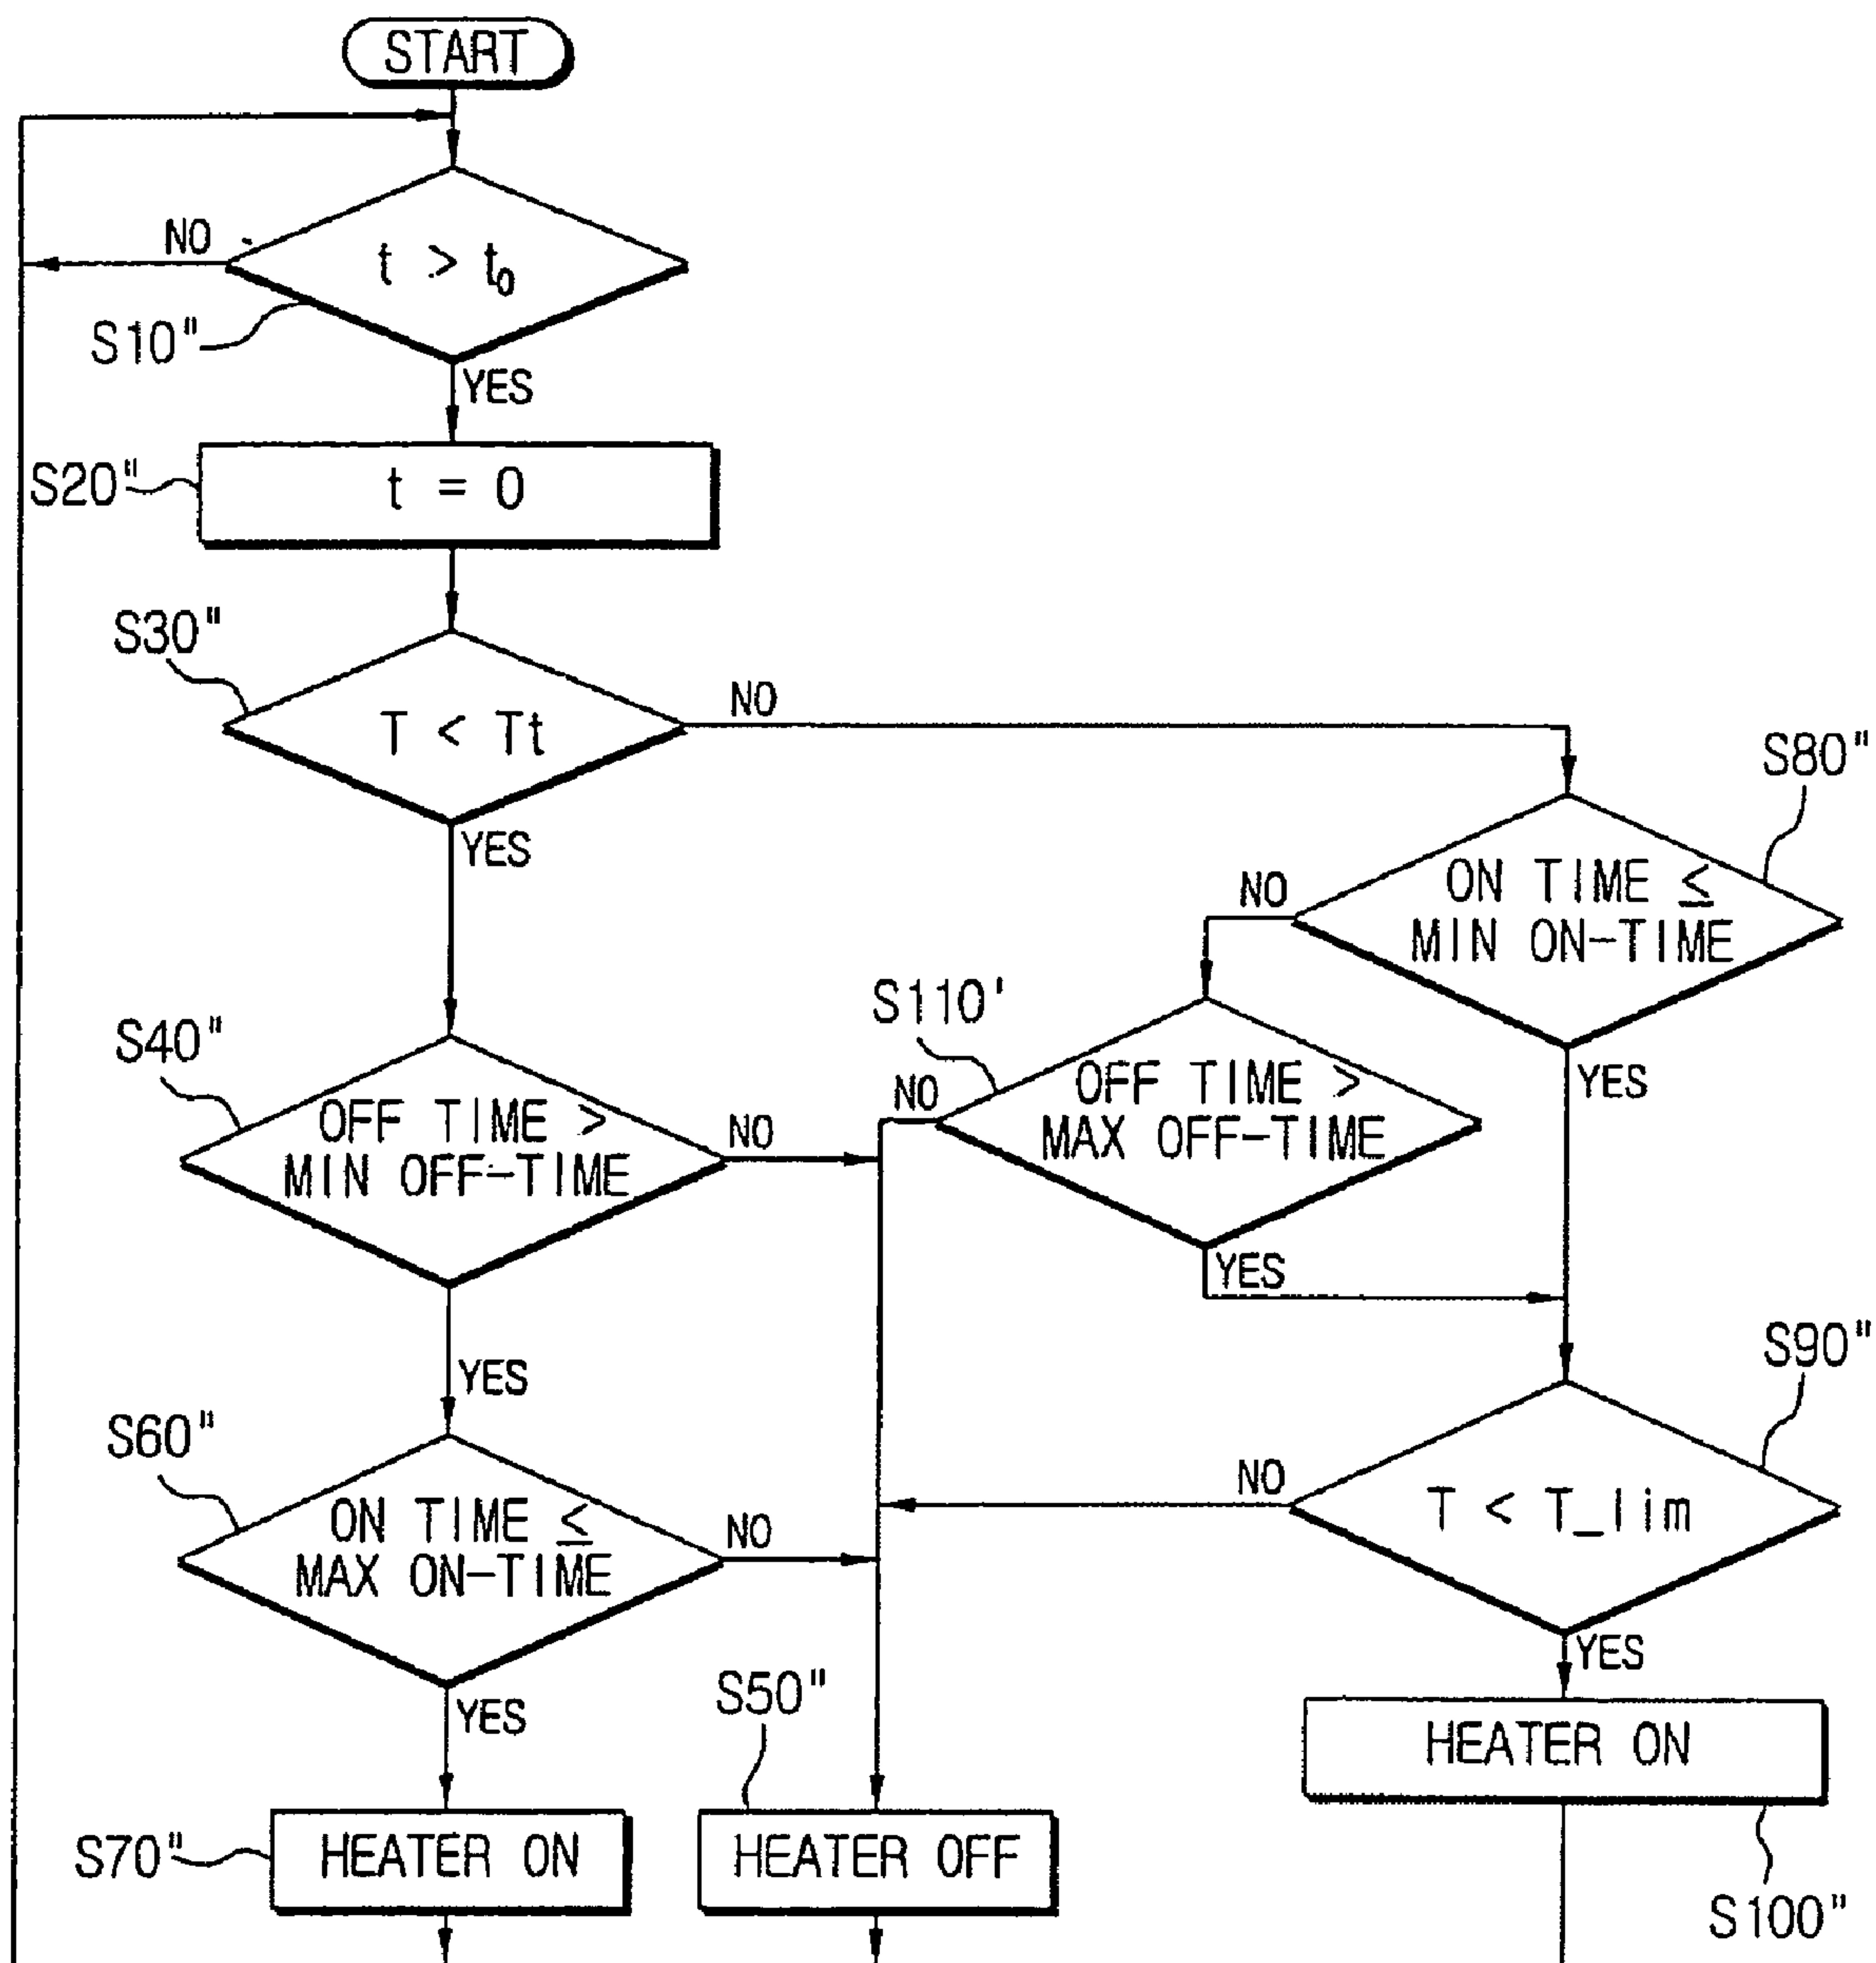 START
NO
t > t₀
S10"
YES
S20"
t = 0
S30"
T < Tt
NO
YES
S80"
ON TIME ≤
MIN ON-TIME
NO
YES
S110'
OFF TIME >
MAX OFF-TIME
NO
YES
S40"
OFF TIME >
MIN OFF-TIME
NO
YES
S90"
T < T_lim
NO
YES
S60"
ON TIME ≤
MAX ON-TIME
NO
YES
S50"
HEATER ON
S70"
HEATER ON
HEATER OFF
S100"